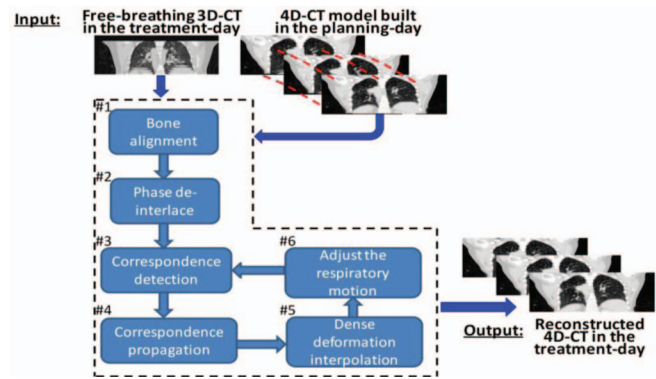 Input:
Free-breathing 3D-CT
in the treatment-day
4D-CT model built
in the planning-day
#1
Bone
alignment
#2
Phase de-
interlace
#3
Correspondence
detection
#4
Correspondence
propagation
#5
Dense
deformation
interpolation
#6
Adjust the
respiratory
motion
Output:
Reconstructed
4D-CT in the
treatment-day